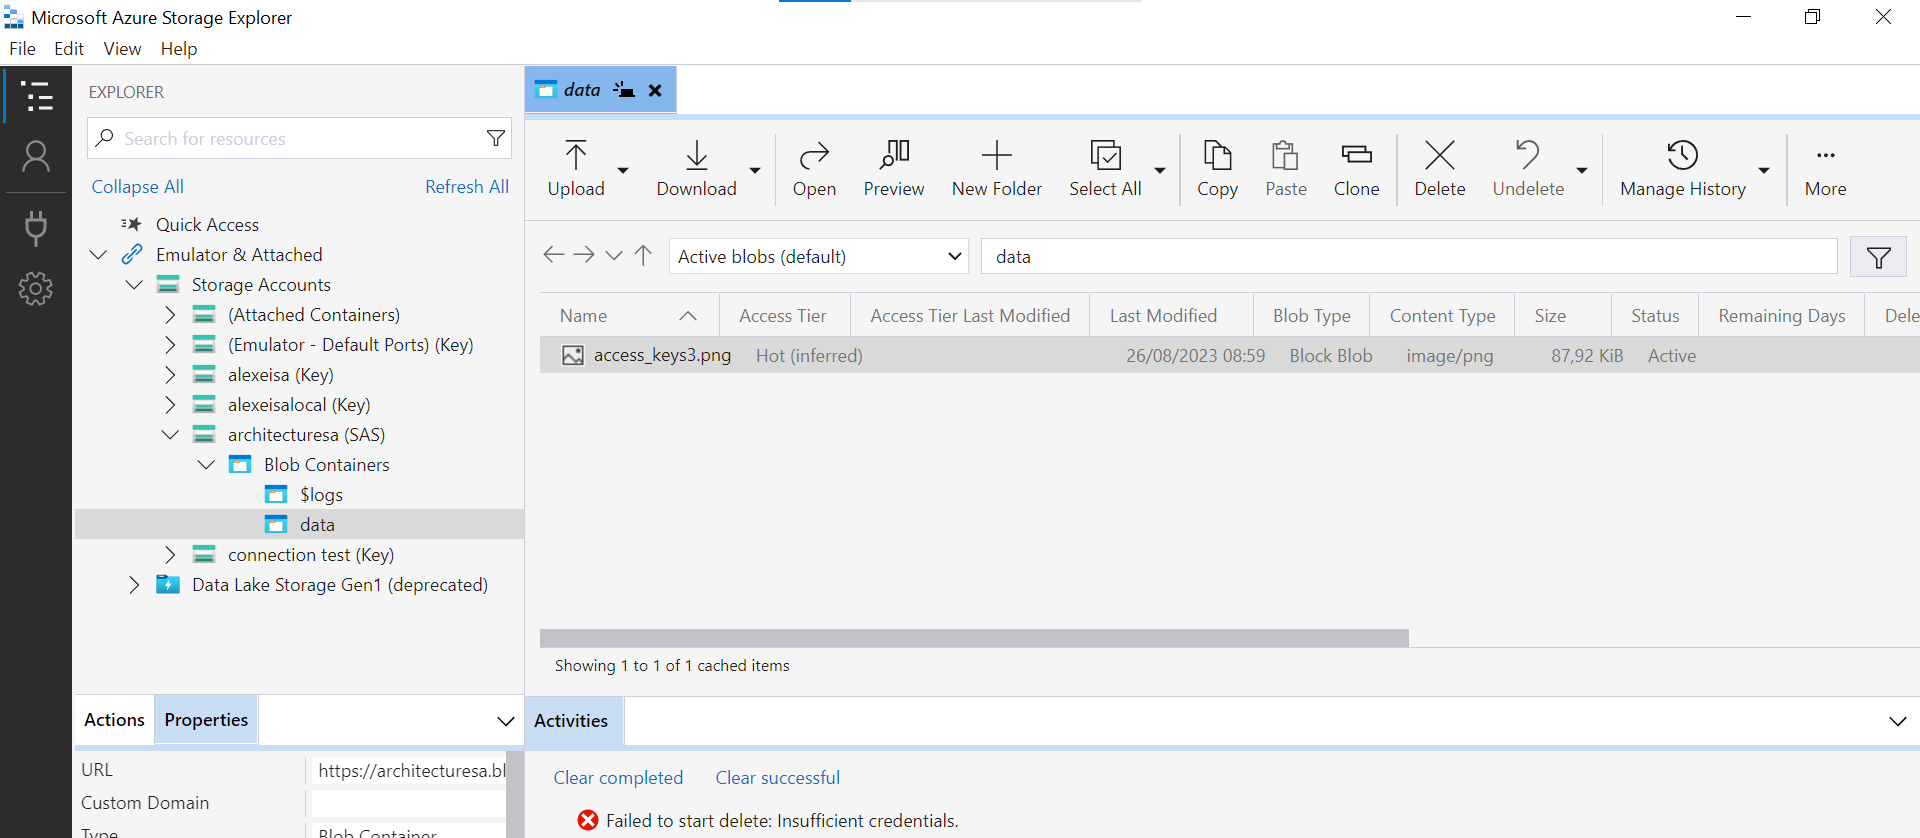 Microsoft Azure Storage Explorer
File Edit View Help
EXPLORER
Search for resources
Collapse All Refresh All
Quick Access
Emulator & Attached
Storage Accounts
(Attached Containers)
(Emulator - Default Ports) (Key)
alexeisa (Key)
alexeisalocal (Key)
architecturesa (SAS)
Blob Containers
$logs
data
connection test (Key)
Data Lake Storage Gen1 (deprecated)
Actions Properties
URL https://architecturesa.bl
Custom Domain
Type Blob Container
data
Upload Download Open Preview New Folder Select All Copy Paste Clone Delete Undelete Manage History More
Active blobs (default) data
Name Access Tier Access Tier Last Modified Last Modified Blob Type Content Type Size Status Remaining Days Dele
access_keys3.png Hot (inferred) 26/08/2023 08:59 Block Blob image/png 87,92 KiB Active
Showing 1 to 1 of 1 cached items
Activities
Clear completed Clear successful
Failed to start delete: Insufficient credentials.